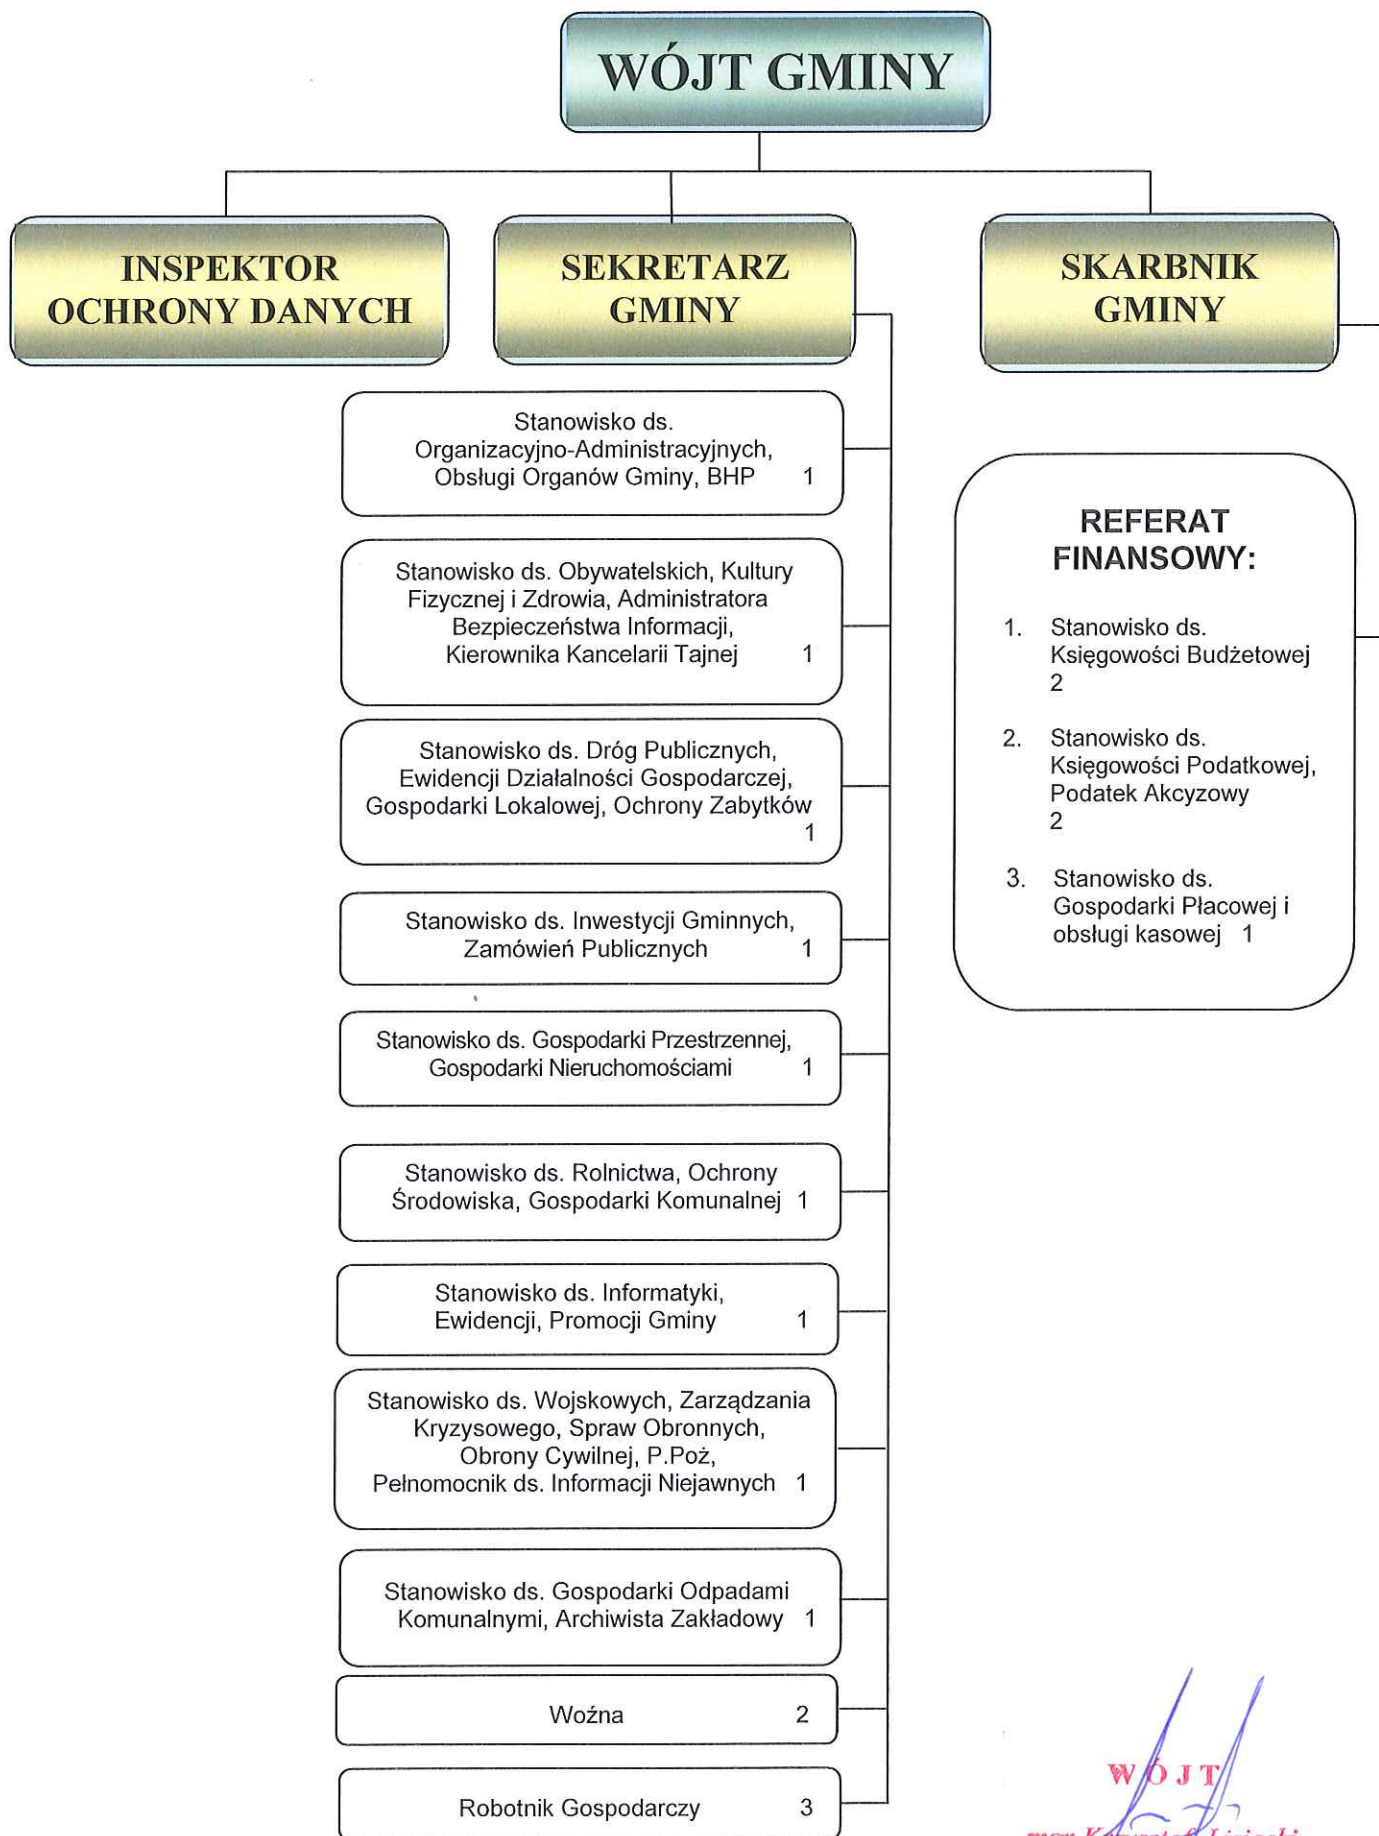 WÓJT GMINY
INSPEKTOR
OCHRONY DANYCH
SEKRETARZ
GMINY
SKARBNIK
GMINY
Stanowisko ds.
Organizacyjno-Administracyjnych,
Obsługi Organów Gminy, BHP 1
Stanowisko ds. Obywatelskich, Kultury
Fizycznej i Zdrowia, Administratora
Bezpieczeństwa Informacji,
Kierownika Kancelarii Tajnej 1
Stanowisko ds. Dróg Publicznych,
Ewidencji Działalności Gospodarczej,
Gospodarki Lokalowej, Ochrony Zabytków
1
Stanowisko ds. Inwestycji Gminnych,
Zamówień Publicznych 1
Stanowisko ds. Gospodarki Przestrzennej,
Gospodarki Nieruchomościami 1
Stanowisko ds. Rolnictwa, Ochrony
Środowiska, Gospodarki Komunalnej 1
Stanowisko ds. Informatyki,
Ewidencji, Promocji Gminy 1
Stanowisko ds. Wojskowych, Zarządzania
Kryzysowego, Spraw Obronnych,
Obrony Cywilnej, P.Poż,
Pełnomocnik ds. Informacji Niejawnych 1
Stanowisko ds. Gospodarki Odpadami
Komunalnymi, Archiwista Zakładowy 1
Woźna 2
Robotnik Gospodarczy 3
REFERAT
FINANSOWY:
1. Stanowisko ds.
Księgowości Budżetowej
2
2. Stanowisko ds.
Księgowości Podatkowej,
Podatek Akcyzowy
2
3. Stanowisko ds.
Gospodarki Płacowej i
obsługi kasowej 1
WÓJT
mgr Krzysztof